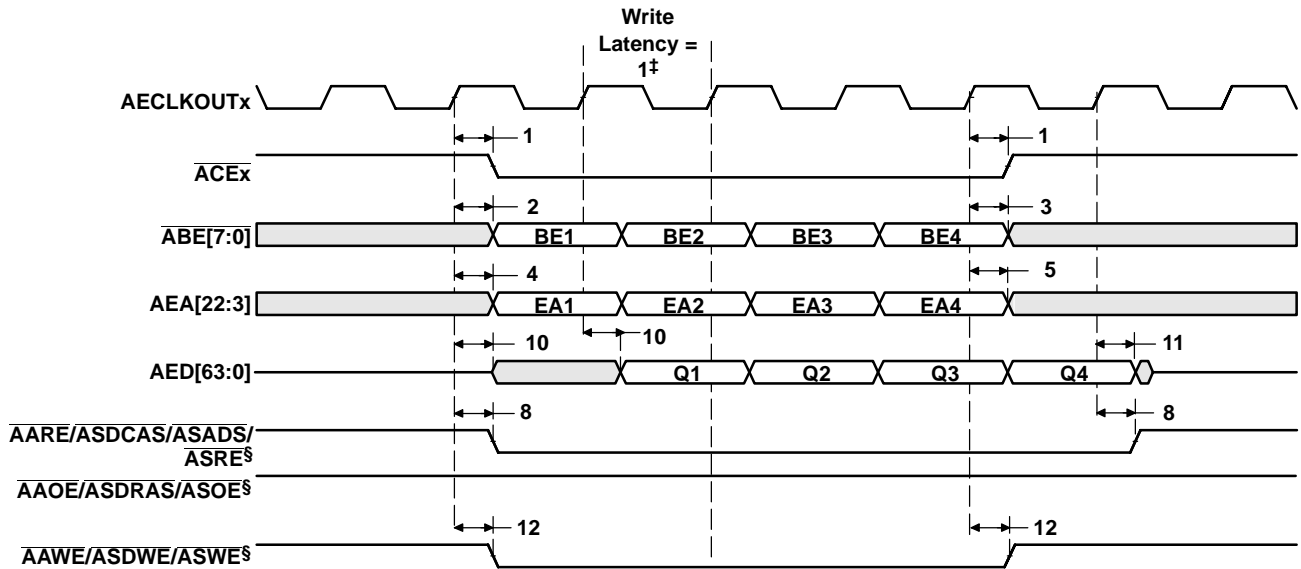 Write
Latency =
1‡
AECLKOUTx
1 1
ACEx
2 3
ABE[7:0] BE1 BE2 BE3 BE4
4 5
AEA[22:3] EA1 EA2 EA3 EA4
10 10 11
AED[63:0] Q1 Q2 Q3 Q4
8 8
AARE/ASDCAS/ASADS/
ASRE§
AAOE/ASDRAS/ASOE§
12 12
AAWE/ASDWE/ASWE§